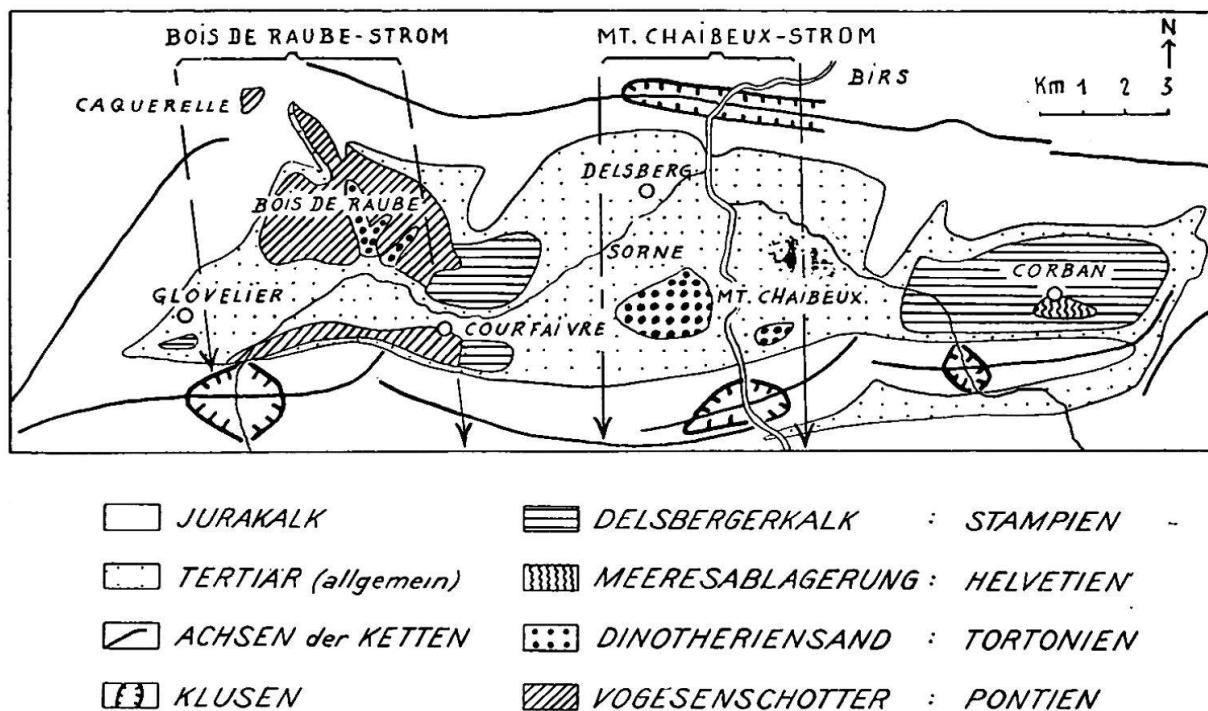 BOIS DE RAUBE-STROM
MT. CHAIBEUX-STROM
N
BIRS
Km 1 2 3
CAQUERELLE
DELSBERG
BOIS DE RAUBE
SORNE
CORBAN
GLOVELIER
MT. CHAIBEUX
COURFAIVRE
JURAKALK
TERTIÄR (allgemein)
ACHSEN der KETTEN
KLUSEN
DELSBERGERKALK : STAMPIEN
MEERESABLAGERUNG : HELVETIEN
DINOTHERIENSAND : TORTONIEN
VOGESENSCHOTTER : PONTIEN